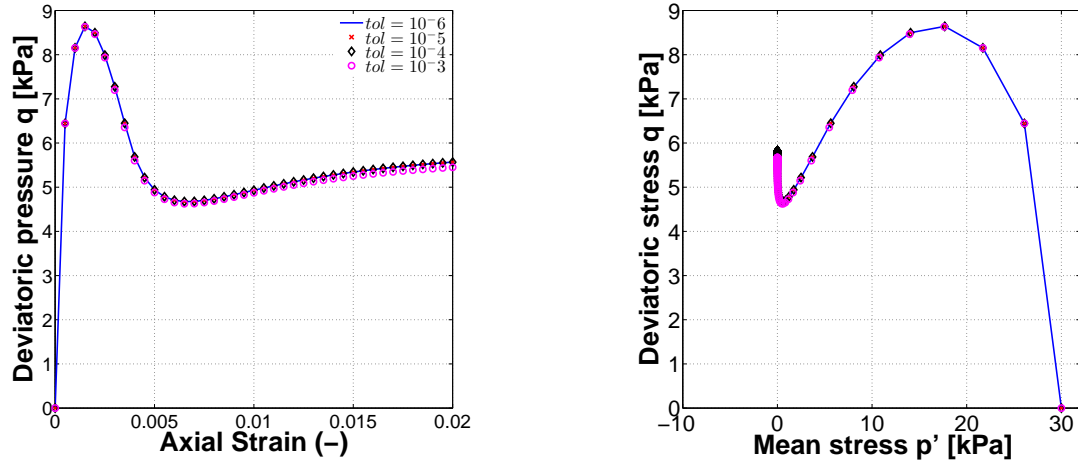 9
8
7
6
5
4
3
2
1
0
Deviatoric pressure q [kPa]
tol = 10^−6
tol = 10^−5
tol = 10^−4
tol = 10^−3
0 0.005 0.01 0.015 0.02
Axial Strain (−)
9
8
7
6
5
4
3
2
1
0
Deviatoric stress q [kPa]
−10 0 10 20 30
Mean stress p’ [kPa]